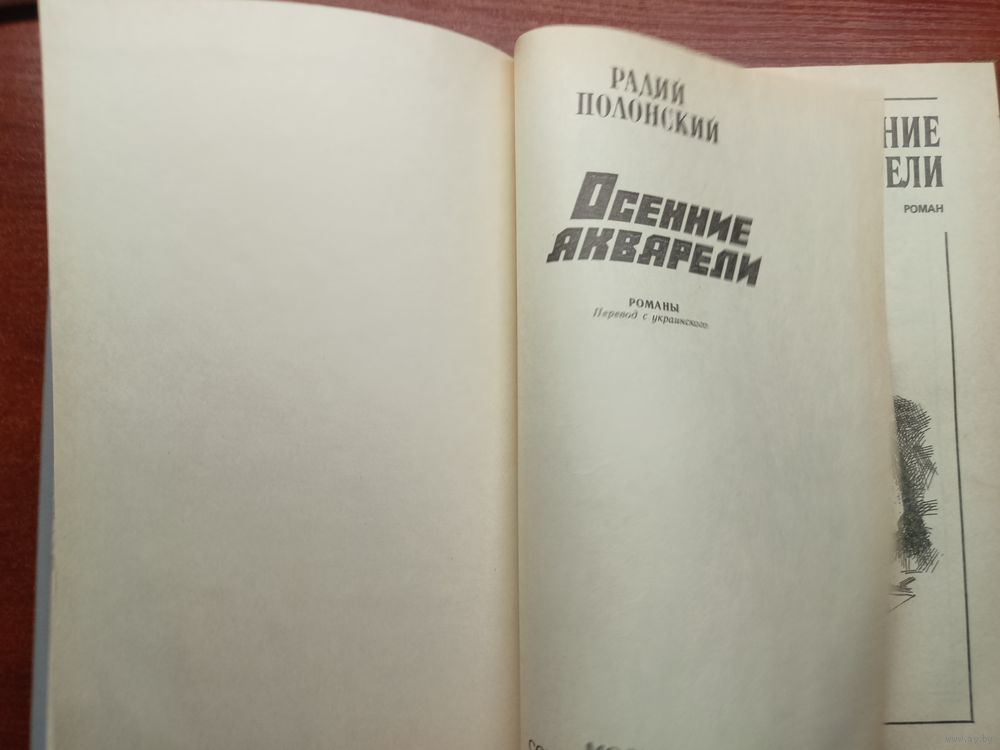 РАДИЙ
ПОЛОНСКИЙ
ОСЕННИЕ
АКВАРЕЛИ
РОМАНЫ
Перевод с украинского
НИЕ
ЕЛИ
РОМАН